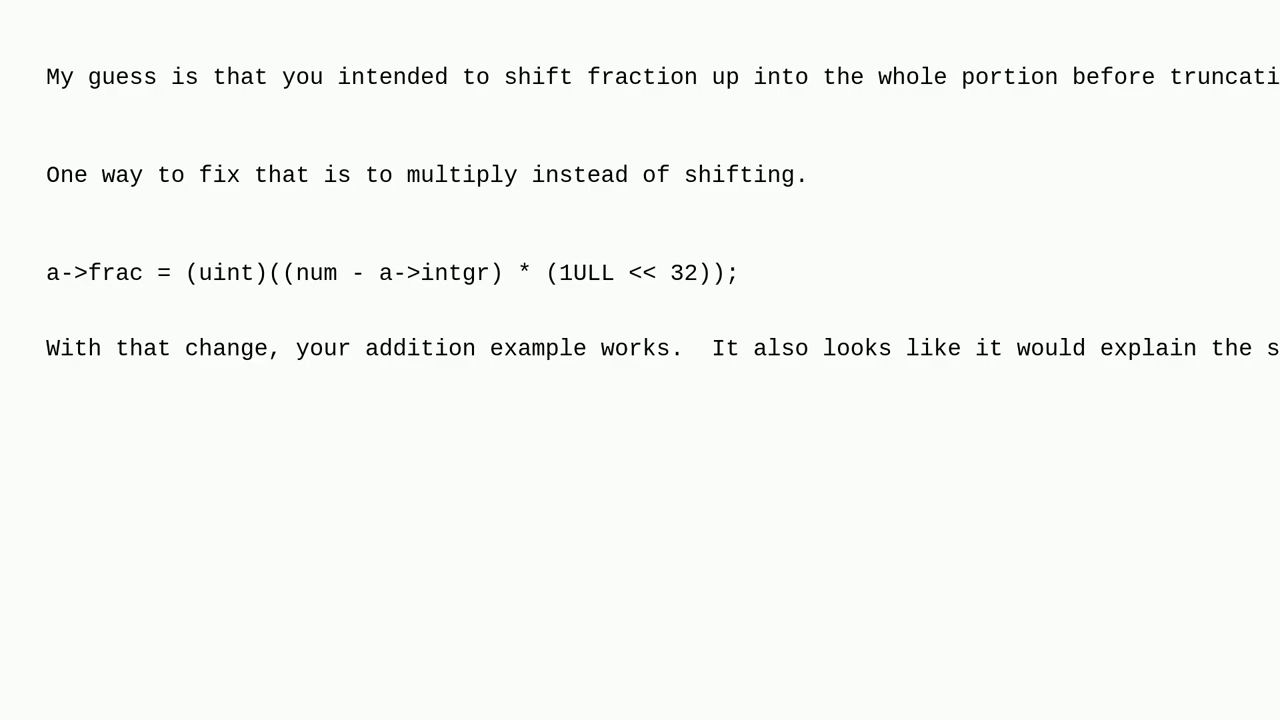 My guess is that you intended to shift fraction up into the whole portion before truncati
One way to fix that is to multiply instead of shifting.
a->frac = (uint)((num - a->intgr) * (1ULL << 32));
With that change, your addition example works.  It also looks like it would explain the s